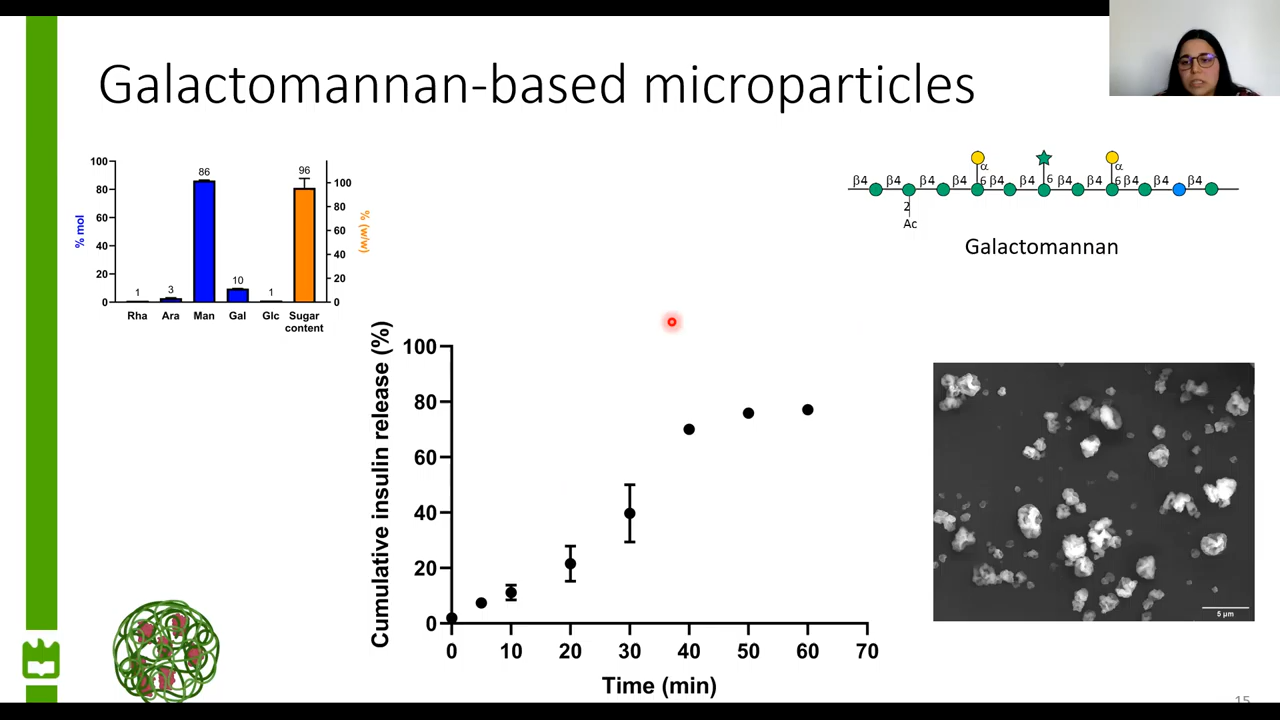 Galactomannan-based microparticles
100
80
60
40
20
0
% mol
1
3
86
10
1
96
100
80
60
40
20
0
% (w/w)
Rha Ara Man Gal Glc Sugar content
α α
β4 β4 β4 β4 6 β4 β4 6 β4 β4 6 β4 β4 β4
2
Ac
Galactomannan
Cumulative insulin release (%)
100
80
60
40
20
0
0 10 20 30 40 50 60 70
Time (min)
5 µm
15